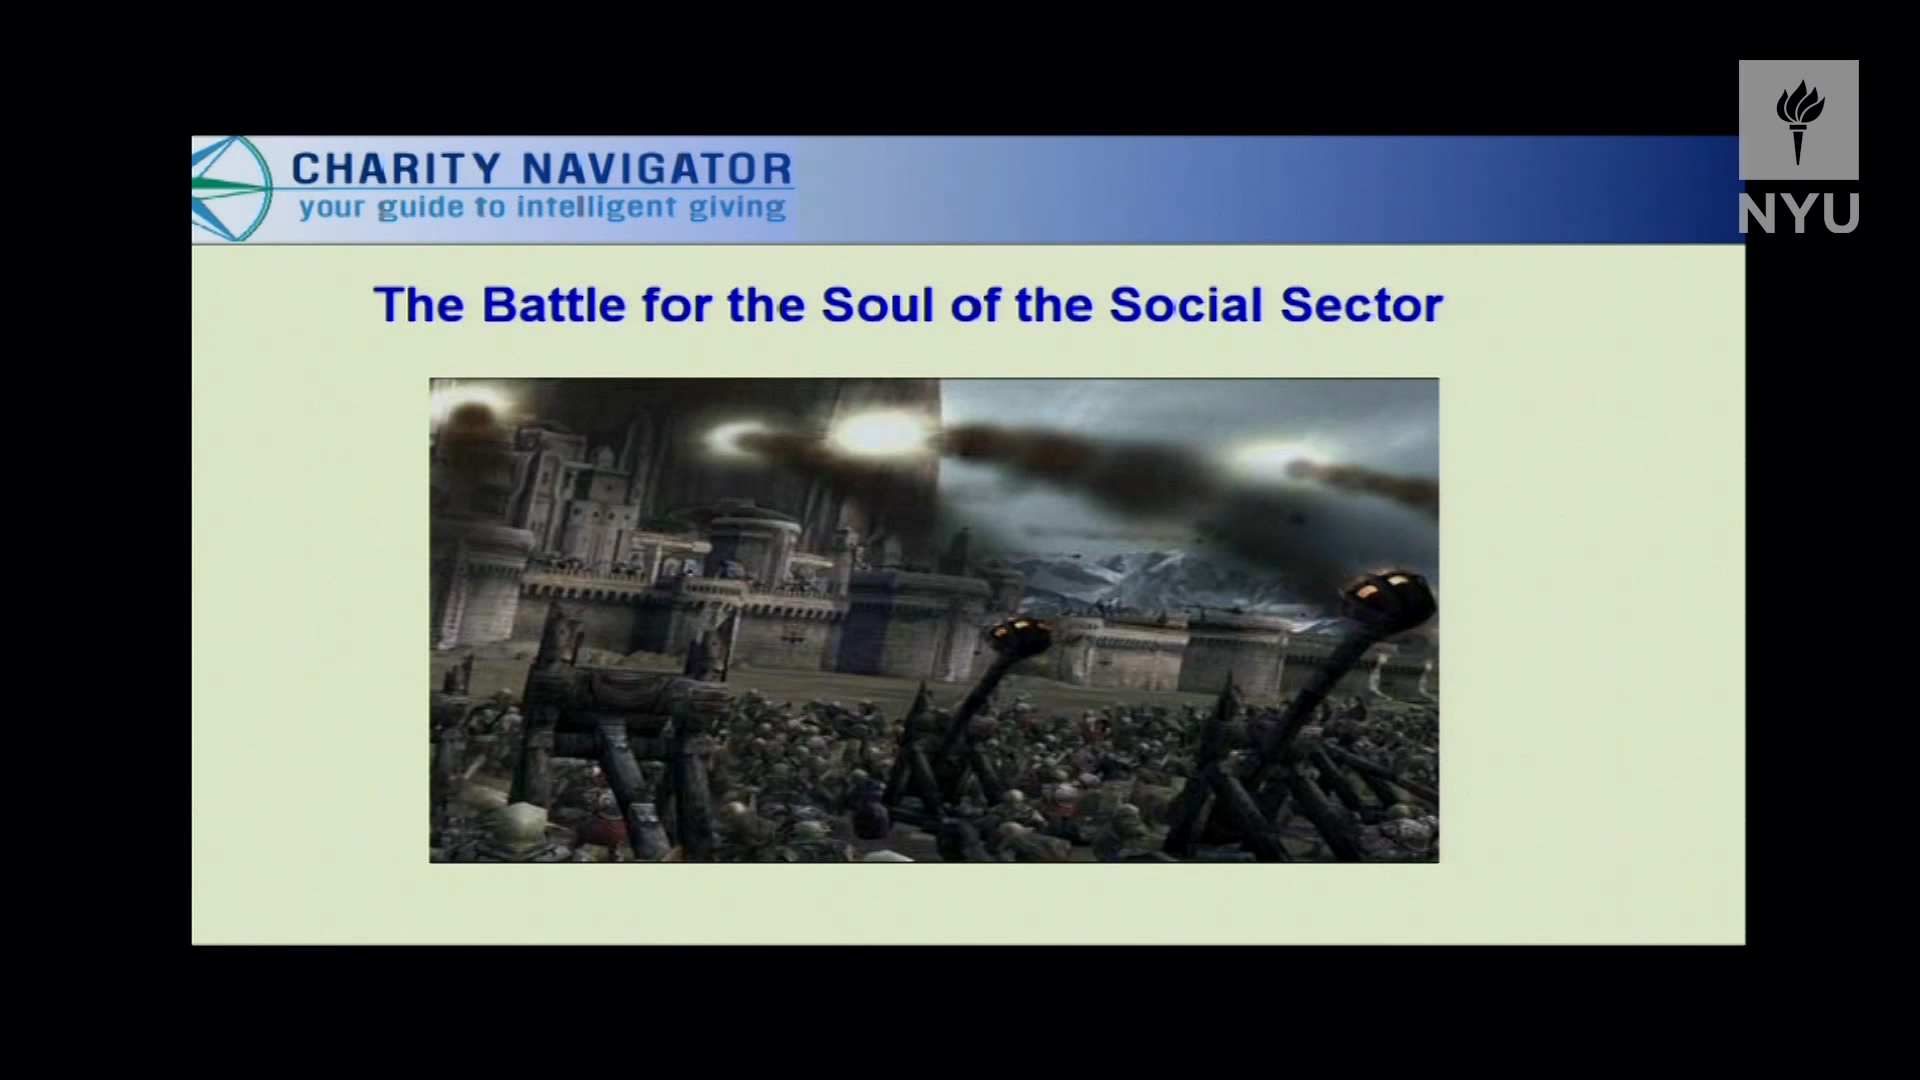 CHARITY NAVIGATOR
your guide to intelligent giving
NYU
The Battle for the Soul of the Social Sector